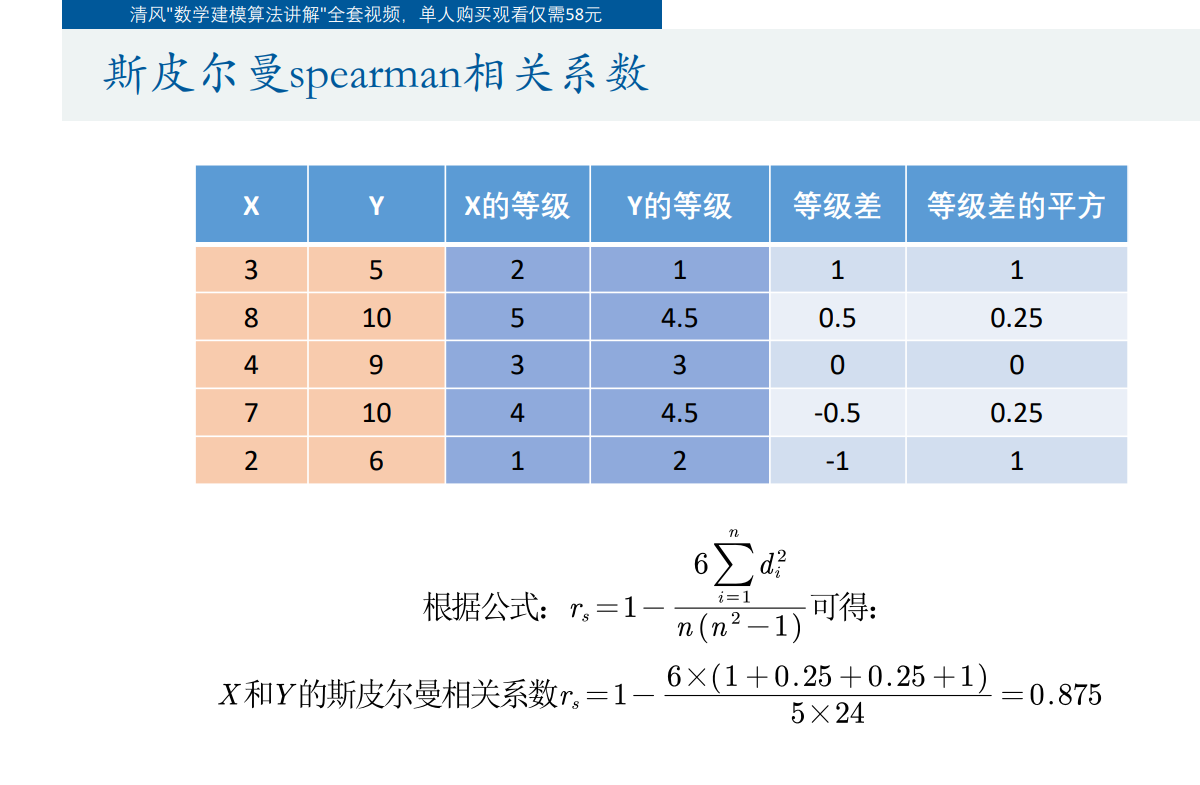 清风"数学建模算法讲解"全套视频，单人购买观看仅需58元
斯皮尔曼spearman相关系数
X Y X的等级 Y的等级 等级差 等级差的平方
3 5 2 1 1 1
8 10 5 4.5 0.5 0.25
4 9 3 3 0 0
7 10 4 4.5 -0.5 0.25
2 6 1 2 -1 1
根据公式：r_s=1-\frac{6\sum_{i=1}^{n}d_i^2}{n(n^2-1)}可得：
X和Y的斯皮尔曼相关系数r_s=1-\frac{6×(1+0.25+0.25+1)}{5×24}=0.875